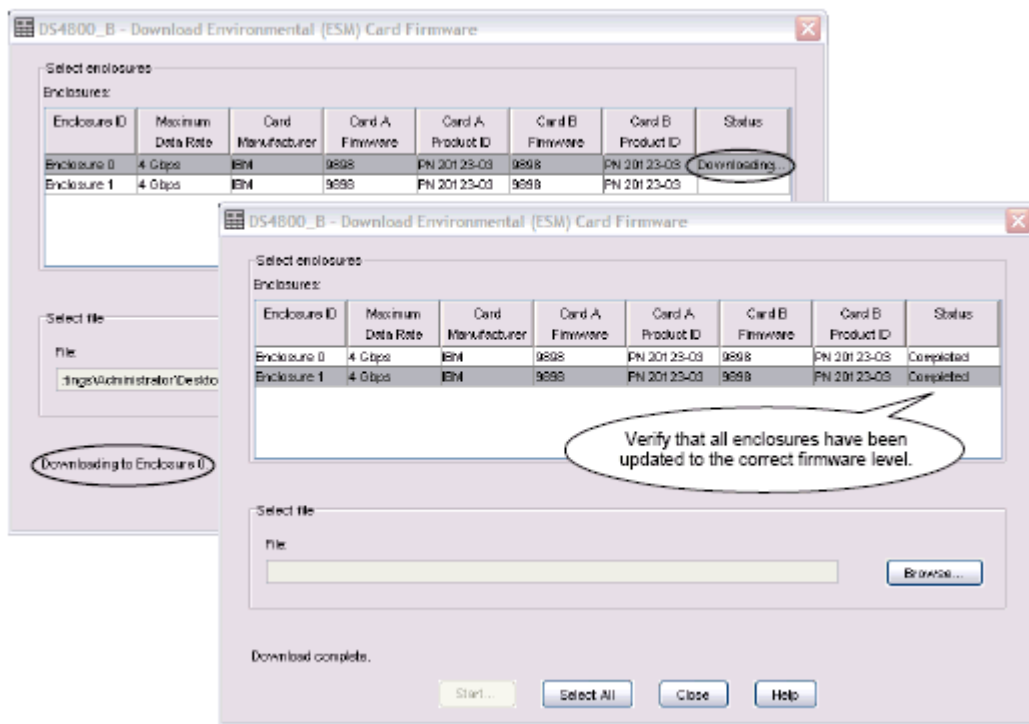 DS4800_B - Download Environmental (ESM) Card Firmware
Select enclosures
Enclosures:
Enclosure ID Maximum Data Rate Card Manufacturer Card A Firmware Card A Product ID Card B Firmware Card B Product ID Status
Enclosure 0 4 Gbps IBM 9898 PN 20123-03 9898 PN 20123-03 Downloading...
Enclosure 1 4 Gbps IBM 9898 PN 20123-03 9898 PN 20123-03
Select file
File:
:tings\Administrator\Deskto
Downloading to Enclosure 0.
DS4800_B - Download Environmental (ESM) Card Firmware
Select enclosures
Enclosures:
Enclosure ID Maximum Data Rate Card Manufacturer Card A Firmware Card A Product ID Card B Firmware Card B Product ID Status
Enclosure 0 4 Gbps IBM 9898 PN 20123-03 9898 PN 20123-03 Completed
Enclosure 1 4 Gbps IBM 9898 PN 20123-03 9898 PN 20123-03 Completed
Verify that all enclosures have been
updated to the correct firmware level.
Select file
File:
Browse...
Download complete.
Start... Select All Close Help